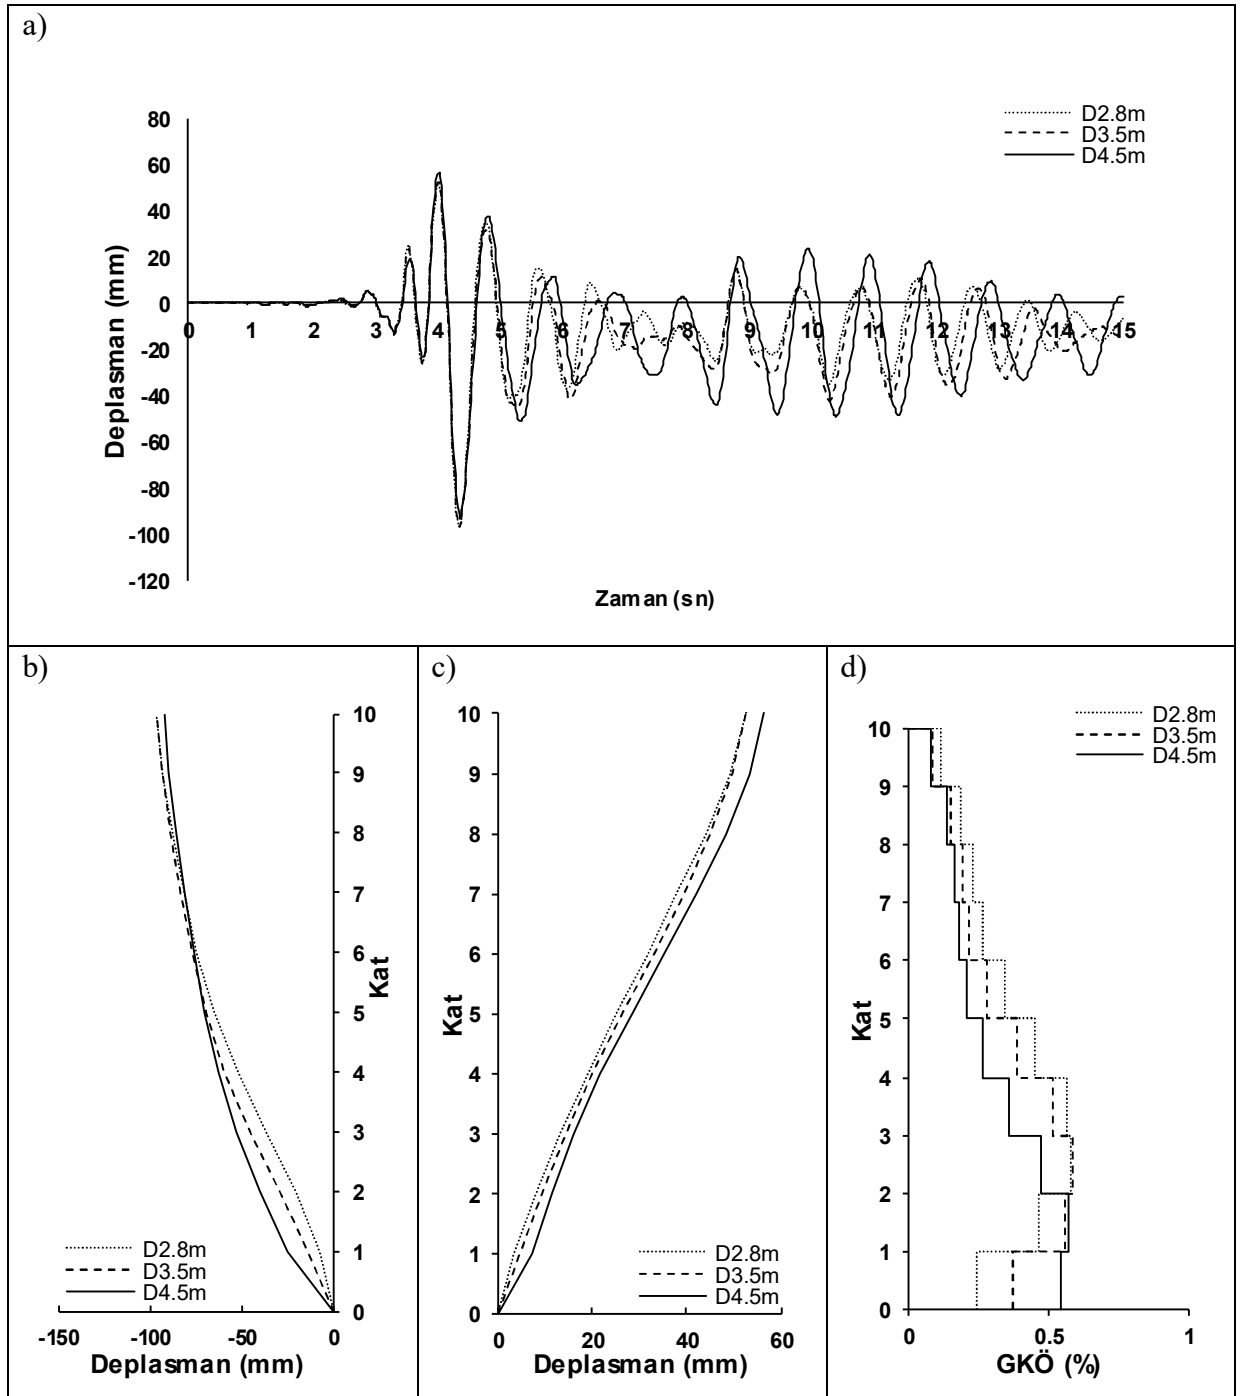 a)
D2.8m
D3.5m
D4.5m
80
60
40
20
0
-20
-40
-60
-80
-100
-120
Deplasman (mm)
0 1 2 3 4 5 6 7 8 9 10 11 12 13 14 15
Zaman (sn)
b)
10
9
8
7
6
5
4
3
2
1
0
Kat
D2.8m
D3.5m
D4.5m
-150 -100 -50 0
Deplasman (mm)
c)
10
9
8
7
6
5
4
3
2
1
0
Kat
D2.8m
D3.5m
D4.5m
0 20 40 60
Deplasman (mm)
d)
D2.8m
D3.5m
D4.5m
10
9
8
7
6
5
4
3
2
1
0
Kat
0 0.5 1
GKÖ (%)